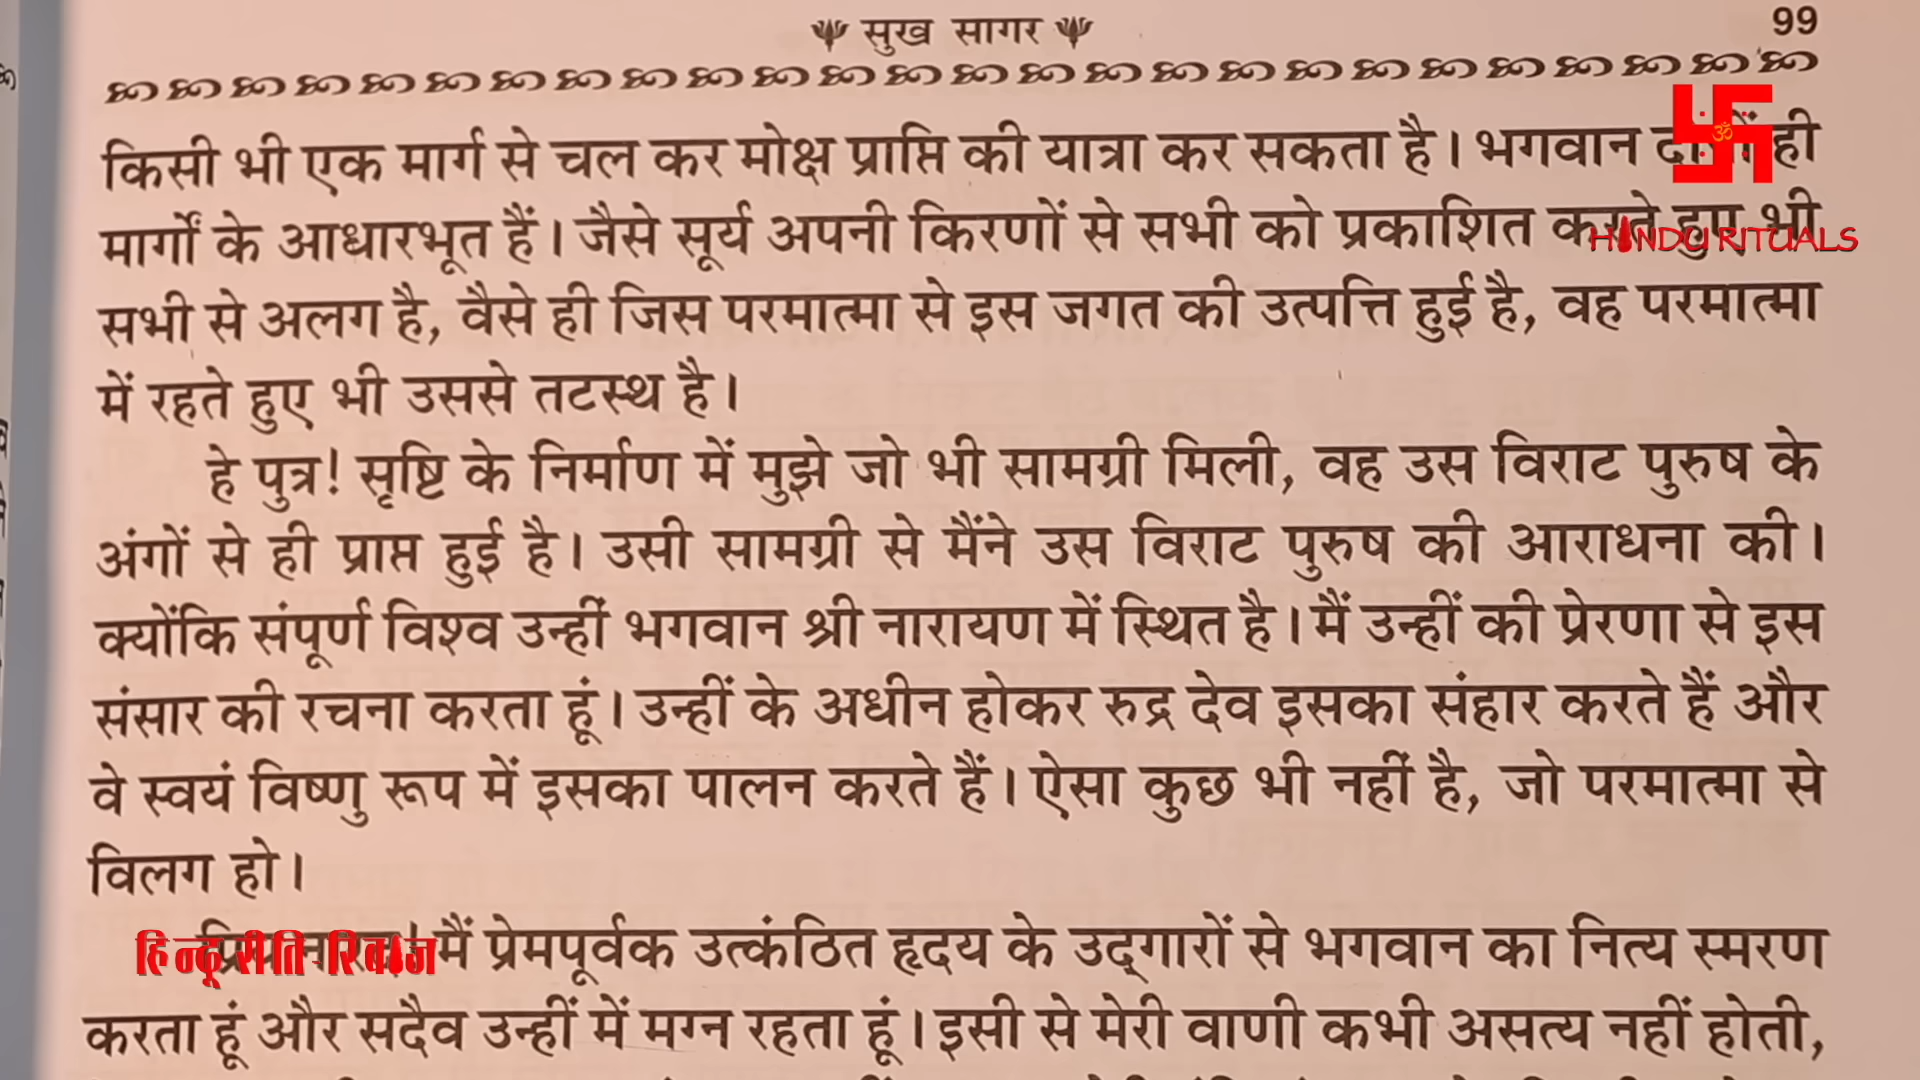 सुख सागर
99
किसी भी एक मार्ग से चल कर मोक्ष प्राप्ति की यात्रा कर सकता है। भगवान ही
मार्गों के आधारभूत हैं। जैसे सूर्य अपनी किरणों से सभी को प्रकाशित करते हुए भी
HINDU RITUALS
सभी से अलग है, वैसे ही जिस परमात्मा से इस जगत की उत्पत्ति हुई है, वह परमात्मा
में रहते हुए भी उससे तटस्थ है।
हे पुत्र! सृष्टि के निर्माण में मुझे जो भी सामग्री मिली, वह उस विराट पुरुष के
अंगों से ही प्राप्त हुई है। उसी सामग्री से मैंने उस विराट पुरुष की आराधना की।
क्योंकि संपूर्ण विश्व उन्हीं भगवान श्री नारायण में स्थित है। मैं उन्हीं की प्रेरणा से इस
संसार की रचना करता हूं। उन्हीं के अधीन होकर रुद्र देव इसका संहार करते हैं और
वे स्वयं विष्णु रूप में इसका पालन करते हैं। ऐसा कुछ भी नहीं है, जो परमात्मा से
विलग हो।
हिन्दू रीति-रिवाज
मैं प्रेमपूर्वक उत्कंठित हृदय के उद्‌गारों से भगवान का नित्य स्मरण
करता हूं और सदैव उन्हीं में मग्न रहता हूं। इसी से मेरी वाणी कभी असत्य नहीं होती,